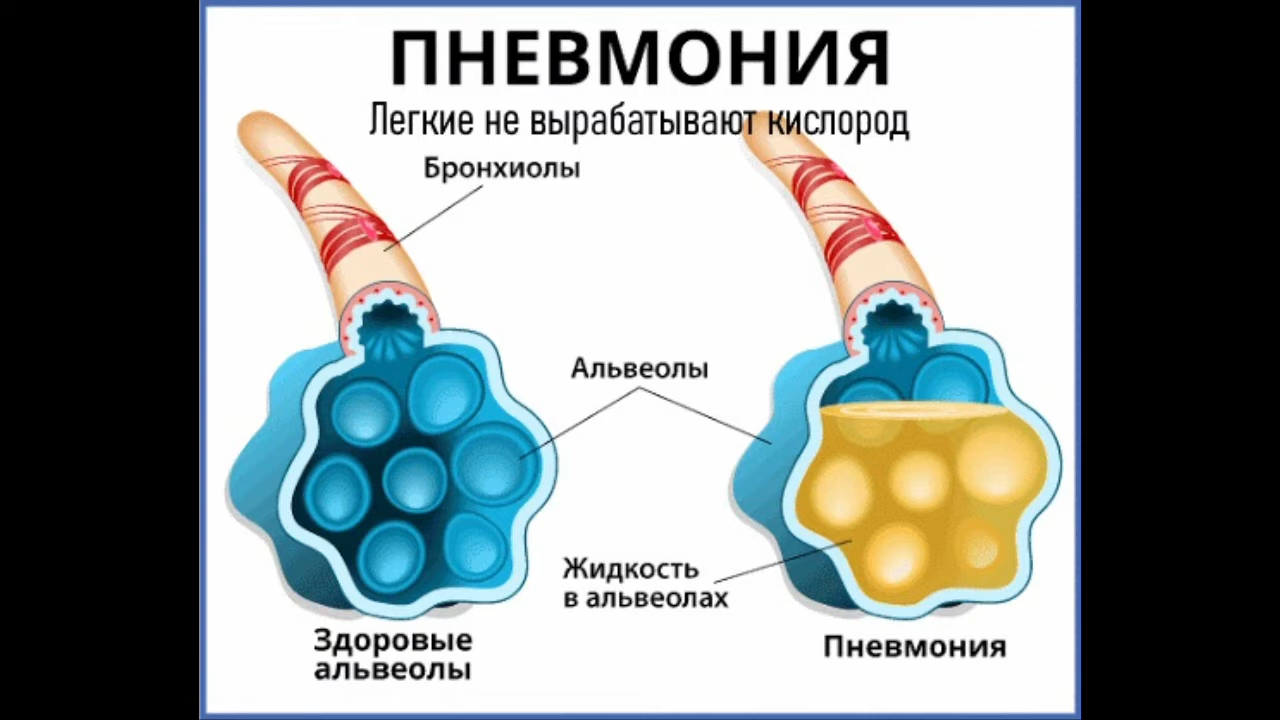 ПНЕВМОНИЯ
Легкие не вырабатывают кислород
Бронхиолы
Альвеолы
Жидкость
в альвеолах
Здоровые
альвеолы
Пневмония